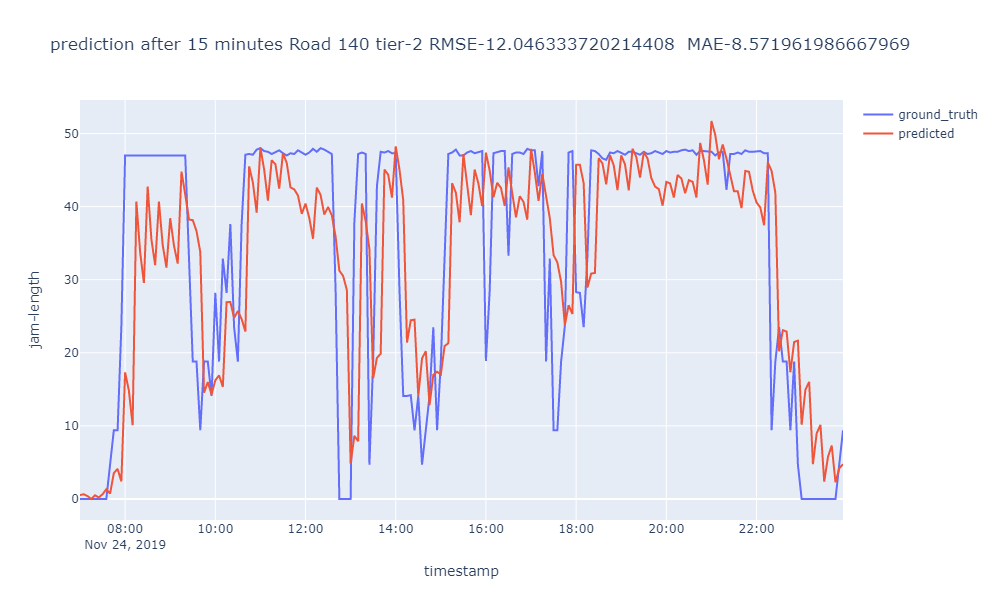 prediction after 15 minutes Road 140 tier-2 RMSE-12.046333720214408  MAE-8.571961986667969
ground_truth
predicted
50
40
30
20
10
0
jam-length
08:00 10:00 12:00 14:00 16:00 18:00 20:00 22:00
Nov 24, 2019
timestamp